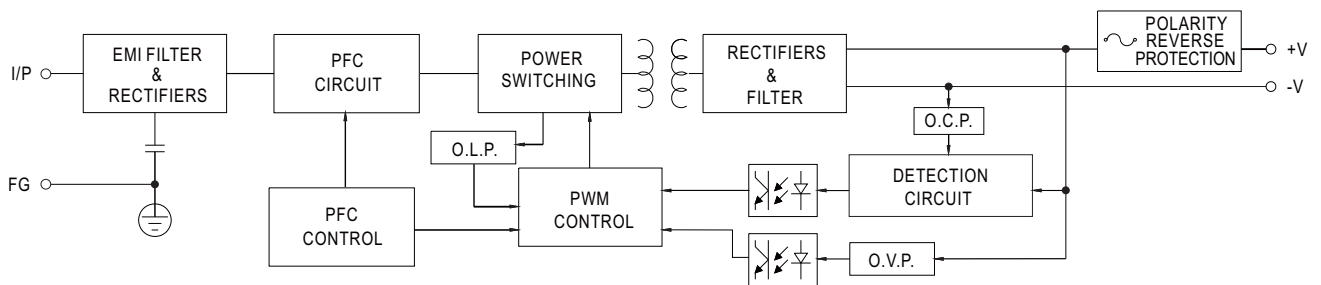 I/P
EMI FILTER
&
RECTIFIERS
PFC
CIRCUIT
POWER
SWITCHING
RECTIFIERS
&
FILTER
POLARITY
REVERSE
PROTECTION
+V
-V
O.C.P.
O.L.P.
DETECTION
CIRCUIT
FG
PFC
CONTROL
PWM
CONTROL
O.V.P.